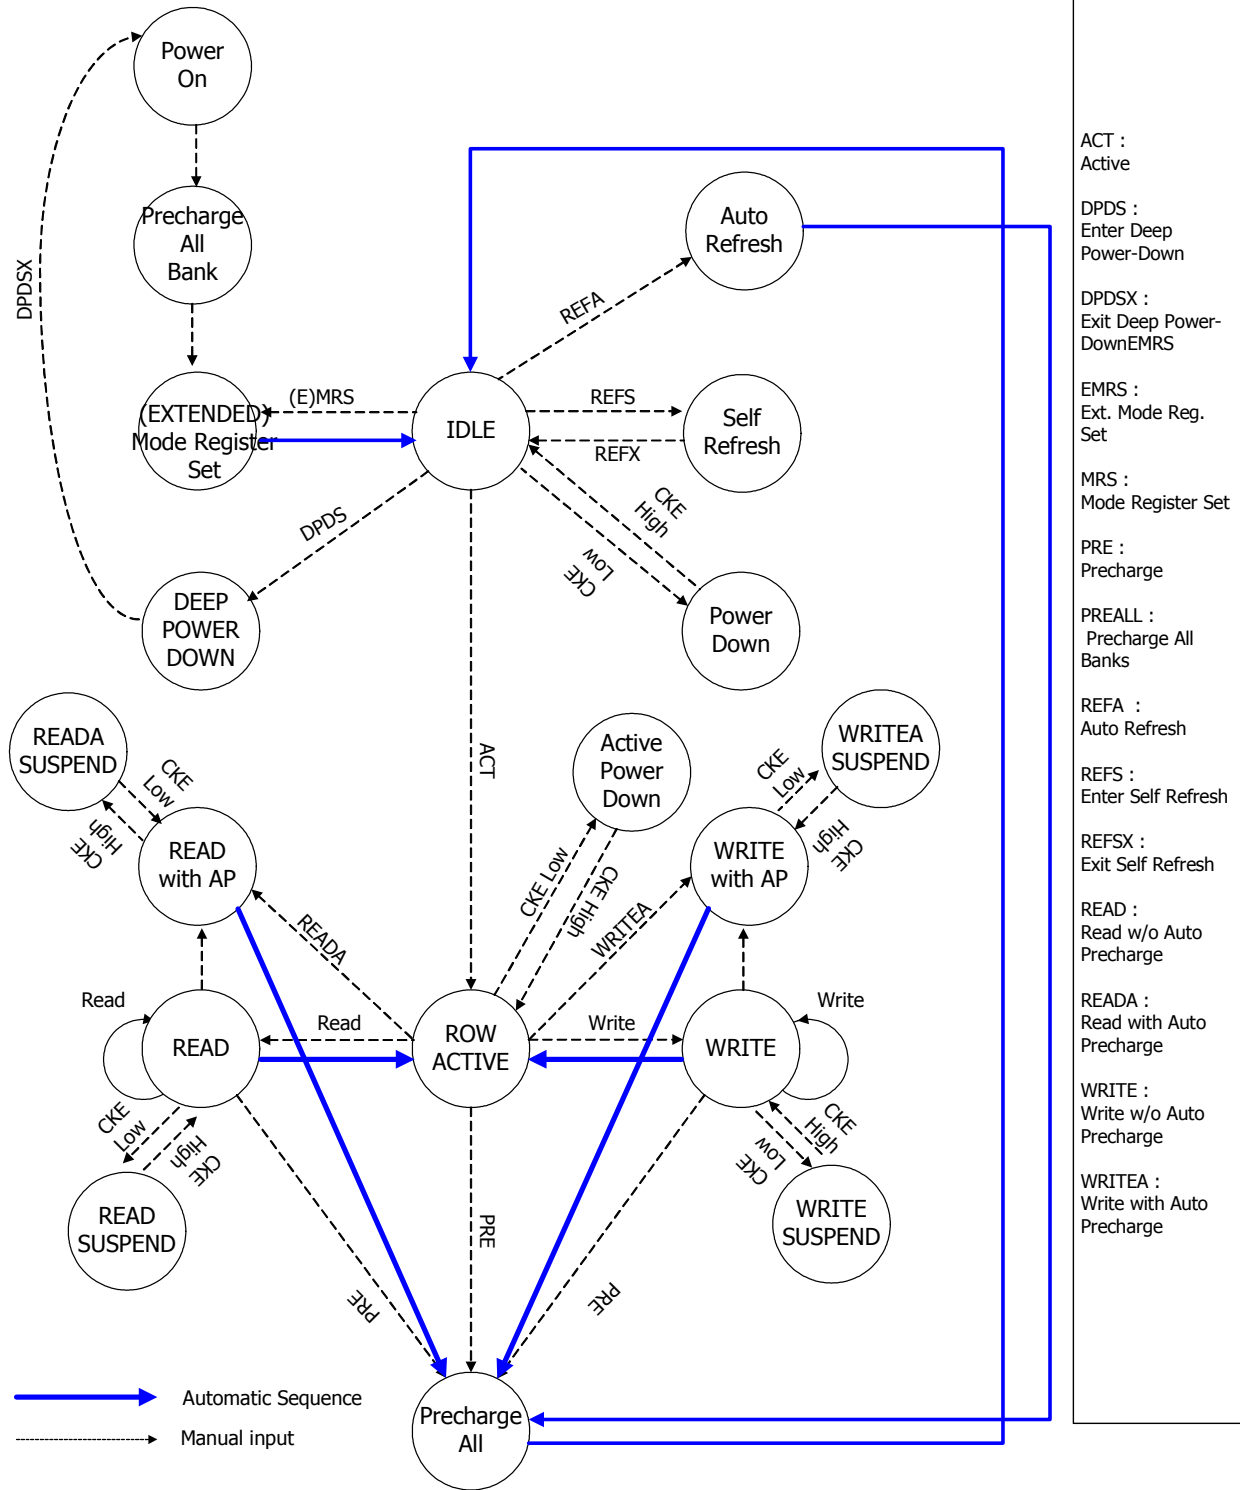 Power
On
Precharge
All
Bank
DPDSX
Auto
Refresh
REFA
(EXTENDED)
Mode Register
Set
(E)MRS
IDLE
REFS
REFX
Self
Refresh
DPDS
CKE
High
CKE
Low
DEEP
POWER
DOWN
Power
Down
READA
SUSPEND
CKE
Low
CKE
High
ACT
Active
Power
Down
WRITEA
SUSPEND
CKE
Low
CKE
High
READ
with AP
WRITE
with AP
READA
CKE Low
CKE High
WRITEA
Read
READ
Read
ROW
ACTIVE
Write
WRITE
Write
CKE
Low
CKE
High
CKE
High
CKE
Low
READ
SUSPEND
WRITE
SUSPEND
PRE
PRE
PRE
Precharge
All
Automatic Sequence
Manual input
ACT :
Active
DPDS :
Enter Deep
Power-Down
DPDSX :
Exit Deep Power-
DownEMRS
EMRS :
Ext. Mode Reg.
Set
MRS :
Mode Register Set
PRE :
Precharge
PREALL :
Precharge All
Banks
REFA :
Auto Refresh
REFS :
Enter Self Refresh
REFSX :
Exit Self Refresh
READ :
Read w/o Auto
Precharge
READA :
Read with Auto
Precharge
WRITE :
Write w/o Auto
Precharge
WRITEA :
Write with Auto
Precharge